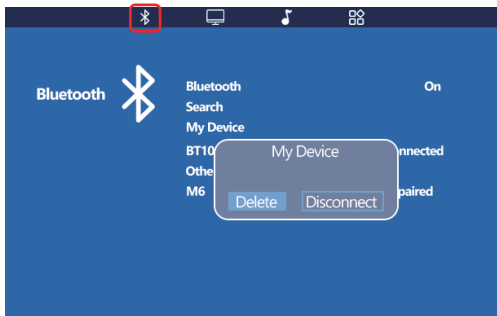 Bluetooth
Bluetooth On
Search
My Device
BT10 nnected
Othe
M6 paired
My Device
Delete Disconnect